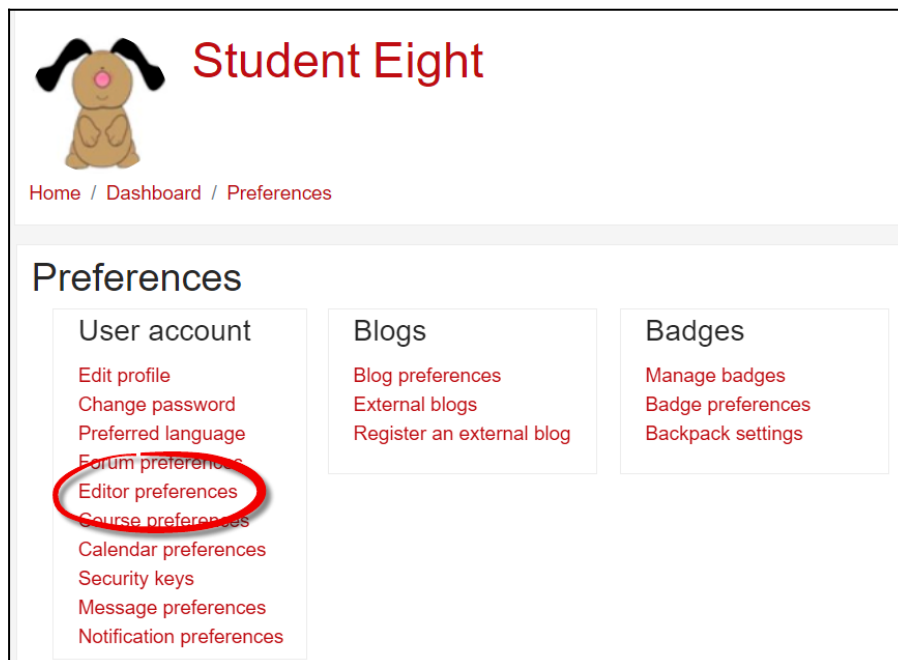 Student Eight
Home / Dashboard / Preferences
Preferences
User account
Edit profile
Change password
Preferred language
Forum preferences
Editor preferences
Course preferences
Calendar preferences
Security keys
Message preferences
Notification preferences
Blogs
Blog preferences
External blogs
Register an external blog
Badges
Manage badges
Badge preferences
Backpack settings